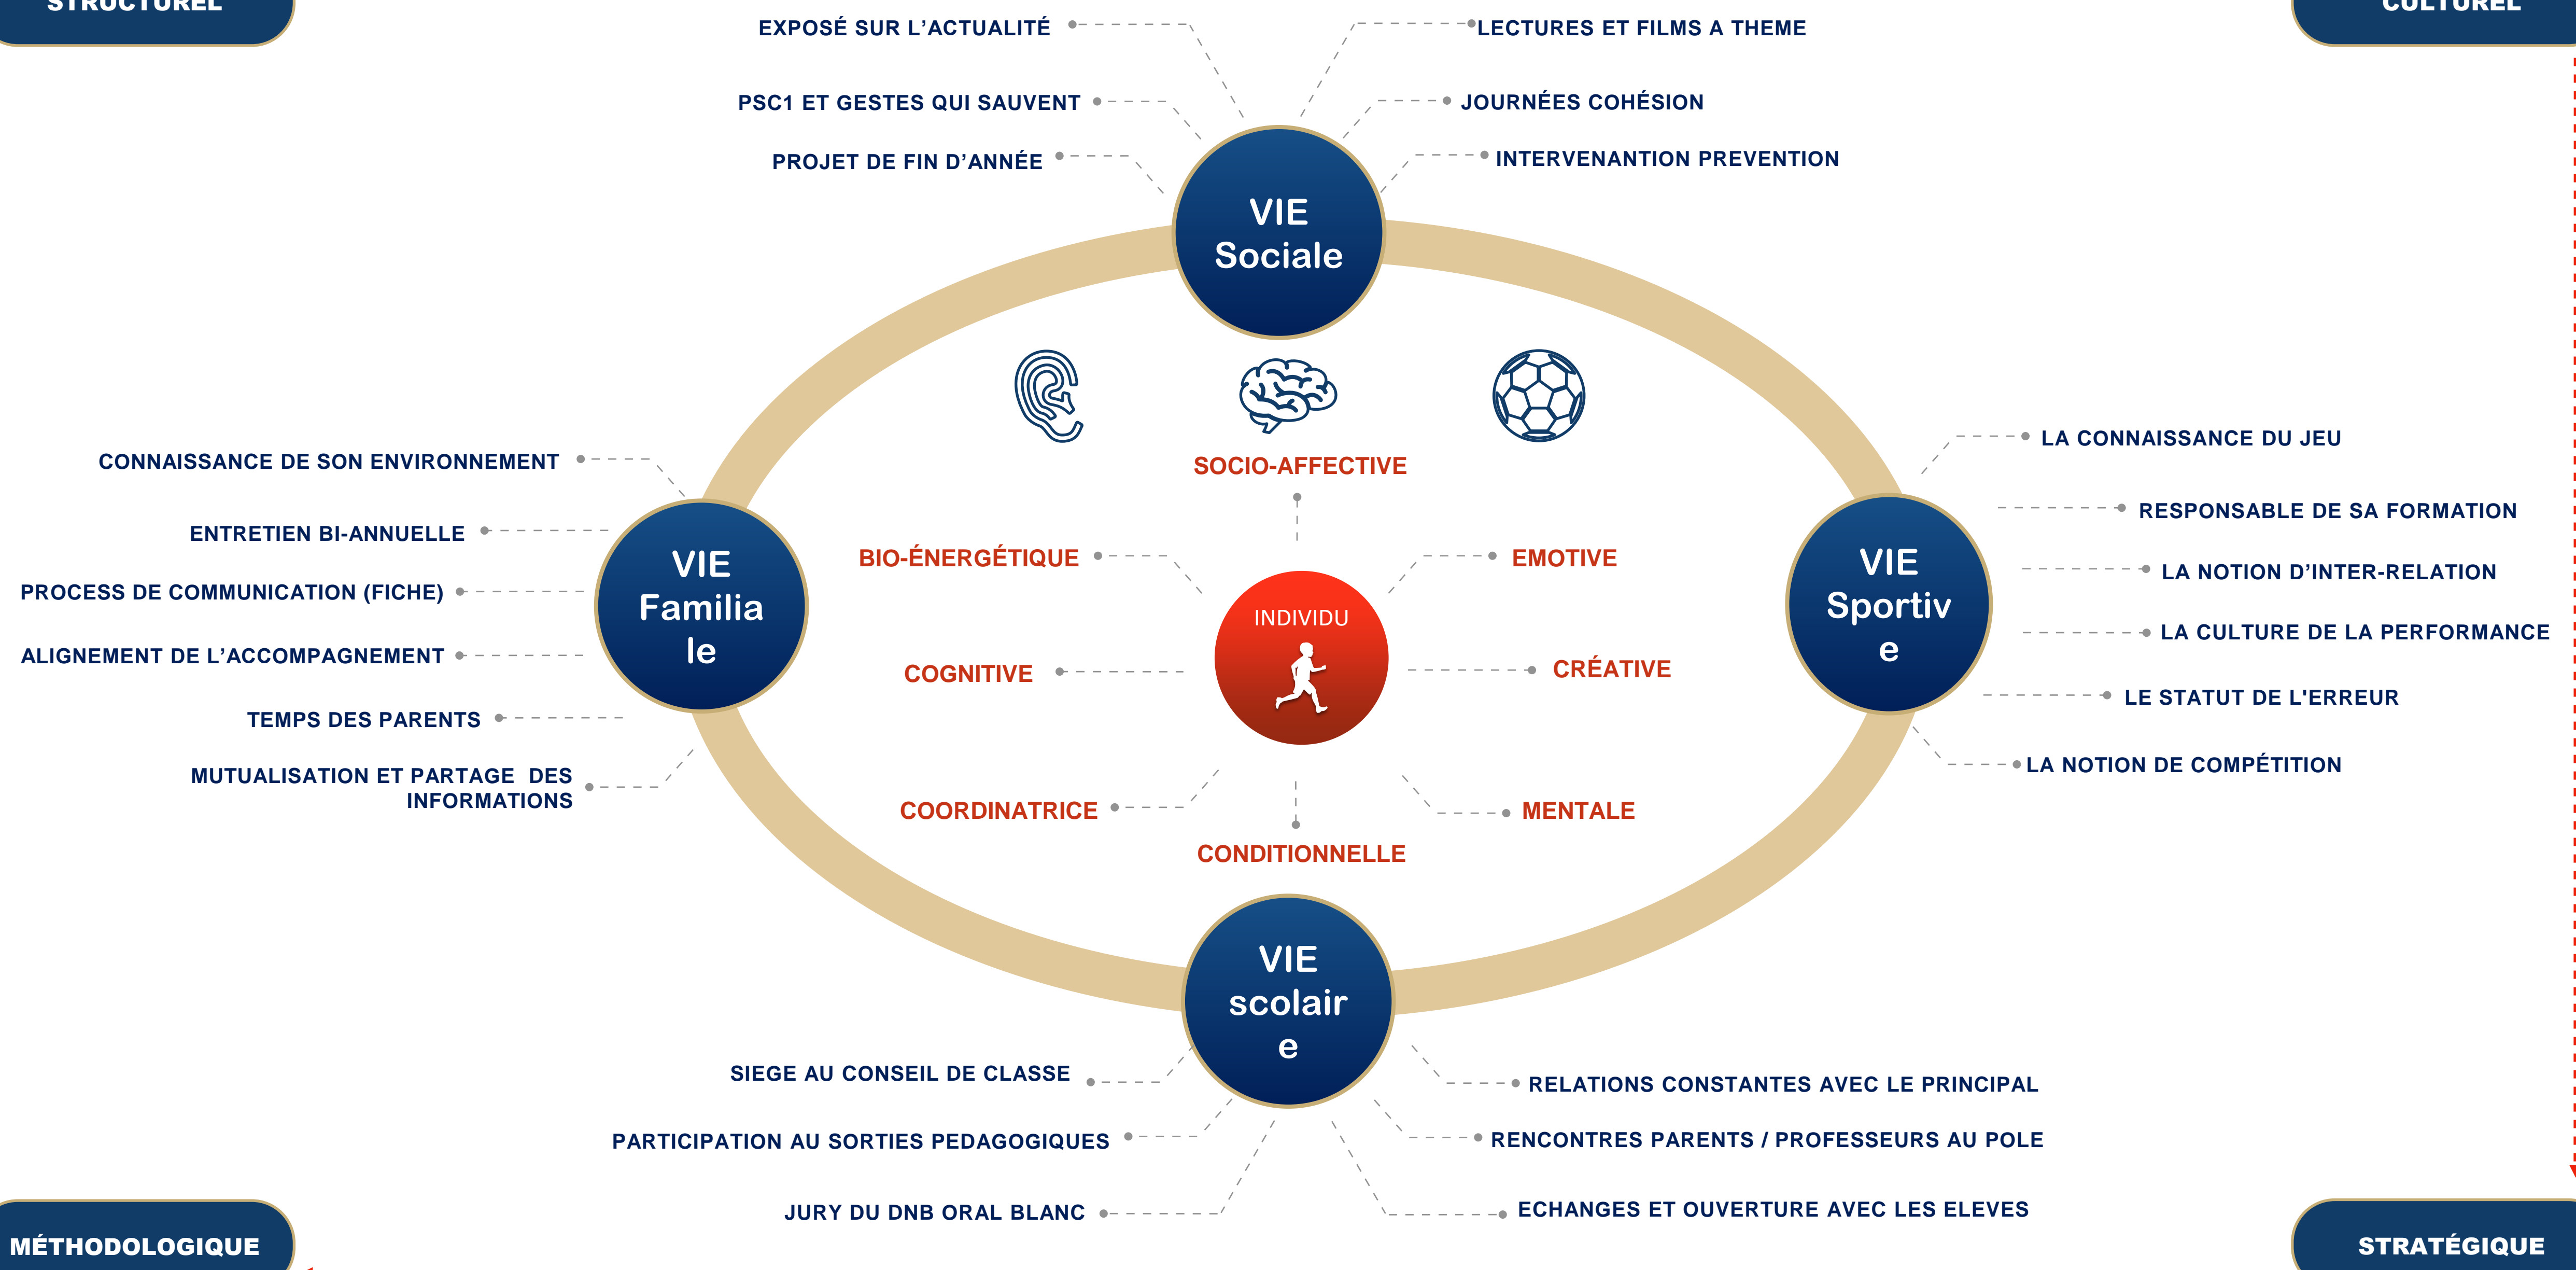 STRUCTUREL
CULTUREL
EXPOSÉ SUR L’ACTUALITÉ
LECTURES ET FILMS A THEME
PSC1 ET GESTES QUI SAUVENT
JOURNÉES COHÉSION
PROJET DE FIN D’ANNÉE
INTERVENANTION PREVENTION
VIE
Sociale
CONNAISSANCE DE SON ENVIRONNEMENT
ENTRETIEN BI-ANNUELLE
PROCESS DE COMMUNICATION (FICHE)
ALIGNEMENT DE L’ACCOMPAGNEMENT
TEMPS DES PARENTS
MUTUALISATION ET PARTAGE DES
INFORMATIONS
VIE
Familia
le
SOCIO-AFFECTIVE
BIO-ÉNERGÉTIQUE
EMOTIVE
INDIVIDU
COGNITIVE
CRÉATIVE
COORDINATRICE
MENTALE
CONDITIONNELLE
VIE
Sportiv
e
LA CONNAISSANCE DU JEU
RESPONSABLE DE SA FORMATION
LA NOTION D’INTER-RELATION
LA CULTURE DE LA PERFORMANCE
LE STATUT DE L'ERREUR
LA NOTION DE COMPÉTITION
VIE
scolair
e
SIEGE AU CONSEIL DE CLASSE
RELATIONS CONSTANTES AVEC LE PRINCIPAL
PARTICIPATION AU SORTIES PEDAGOGIQUES
RENCONTRES PARENTS / PROFESSEURS AU POLE
JURY DU DNB ORAL BLANC
ECHANGES ET OUVERTURE AVEC LES ELEVES
MÉTHODOLOGIQUE
STRATÉGIQUE